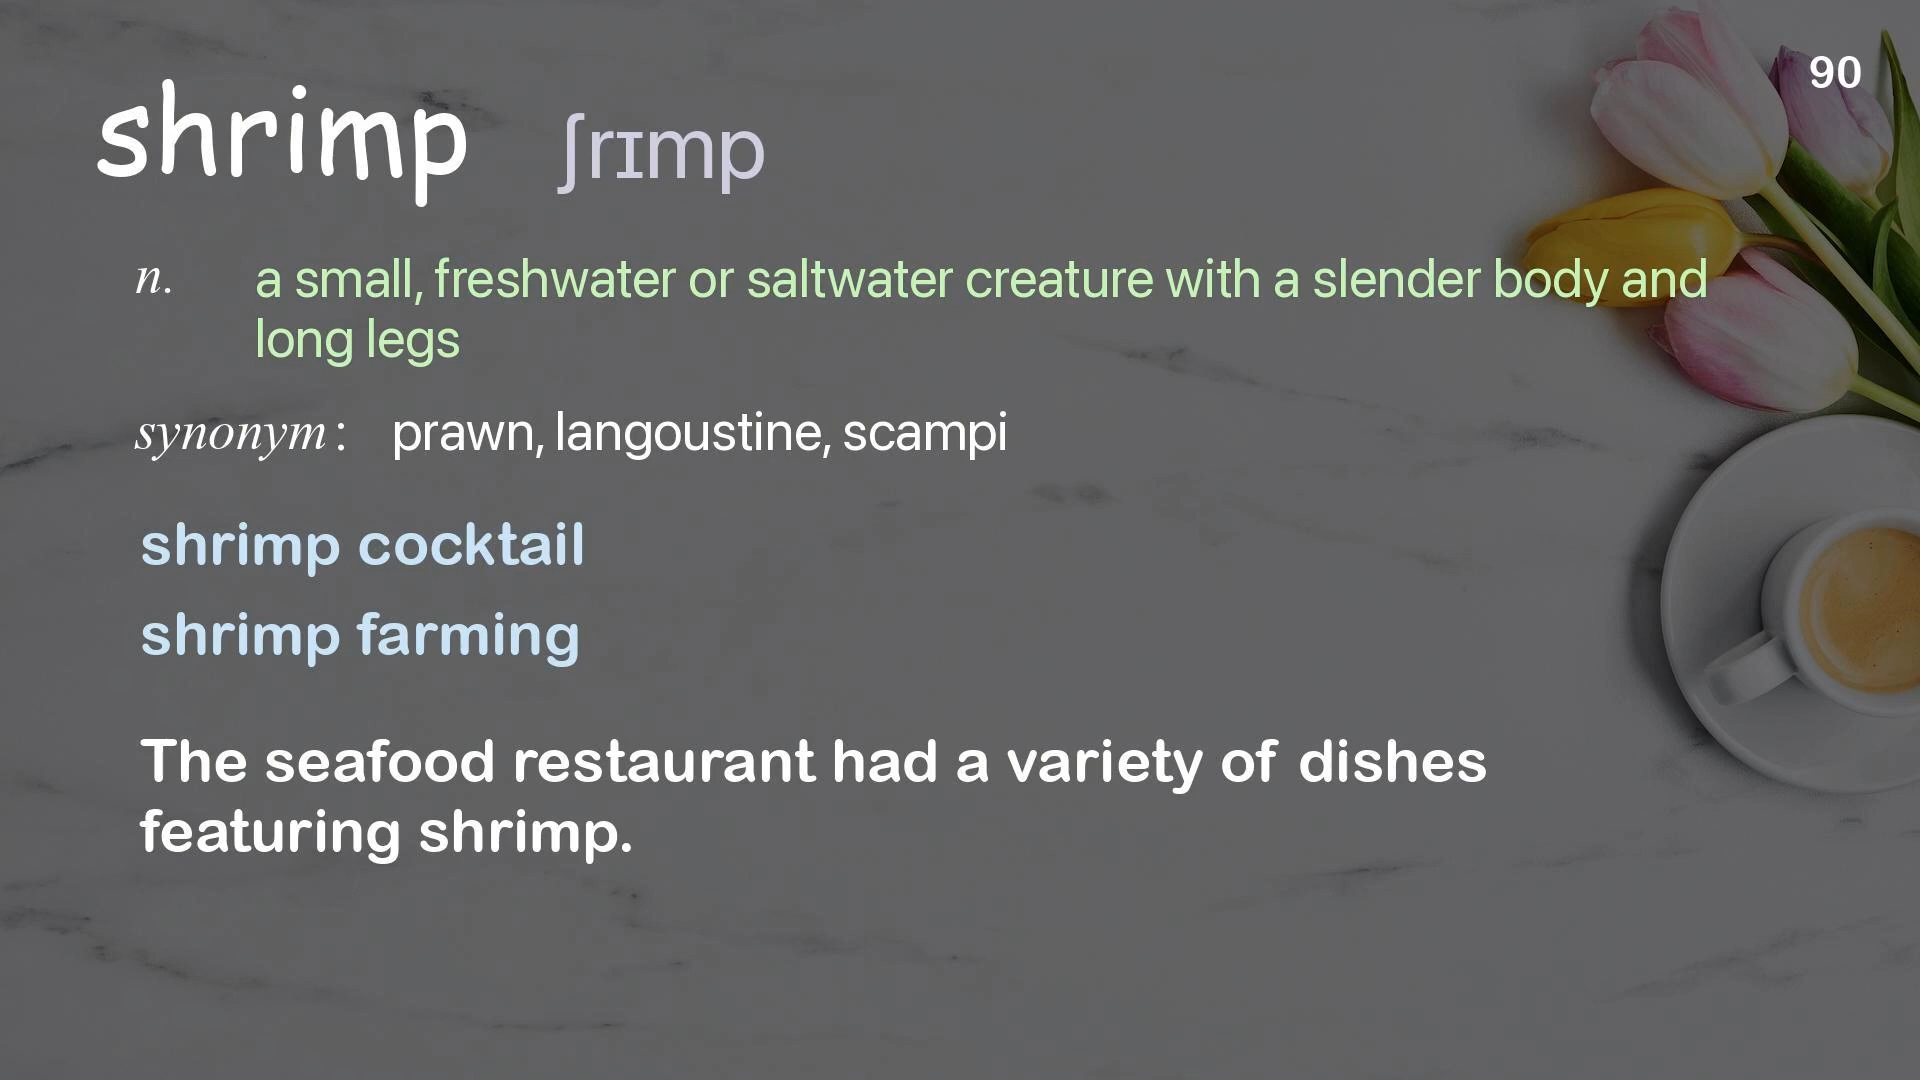 90
shrimp ʃrɪmp
n. a small, freshwater or saltwater creature with a slender body and
long legs
synonym: prawn, langoustine, scampi
shrimp cocktail
shrimp farming
The seafood restaurant had a variety of dishes
featuring shrimp.